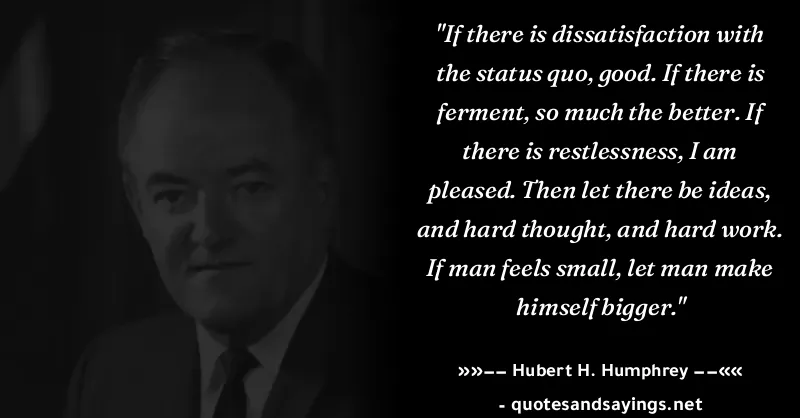 "If there is dissatisfaction with
the status quo, good. If there is
ferment, so much the better. If
there is restlessness, I am
pleased. Then let there be ideas,
and hard thought, and hard work.
If man feels small, let man make
himself bigger."
»»−− Hubert H. Humphrey −−««
- quotesandsayings.net